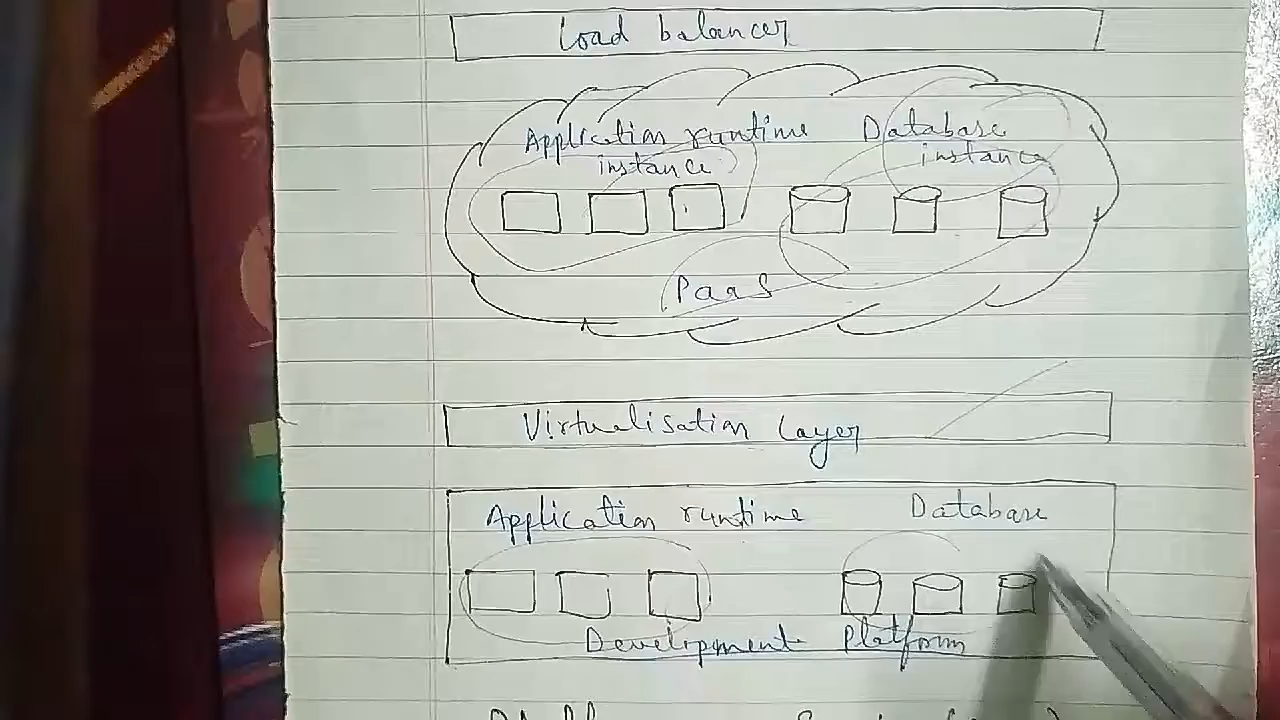 Load balancer
Application runtime Database
instance instance
PaaS
Virtualisation Layer
Application runtime Database
Development Platform